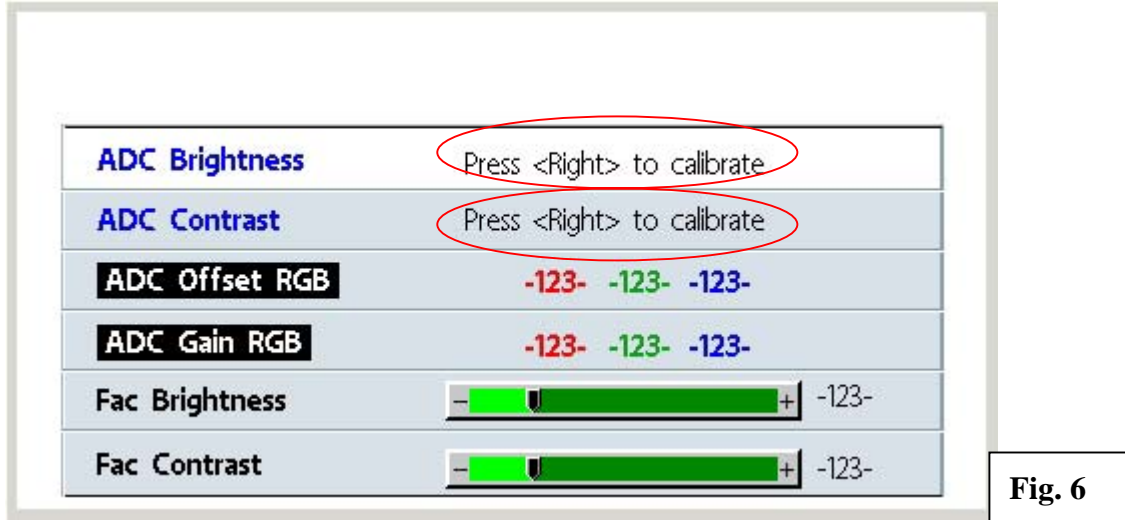 ADC Brightness Press <Right> to calibrate
ADC Contrast Press <Right> to calibrate
ADC Offset RGB -123- -123- -123-
ADC Gain RGB -123- -123- -123-
Fac Brightness - + -123-
Fac Contrast - + -123-
Fig. 6